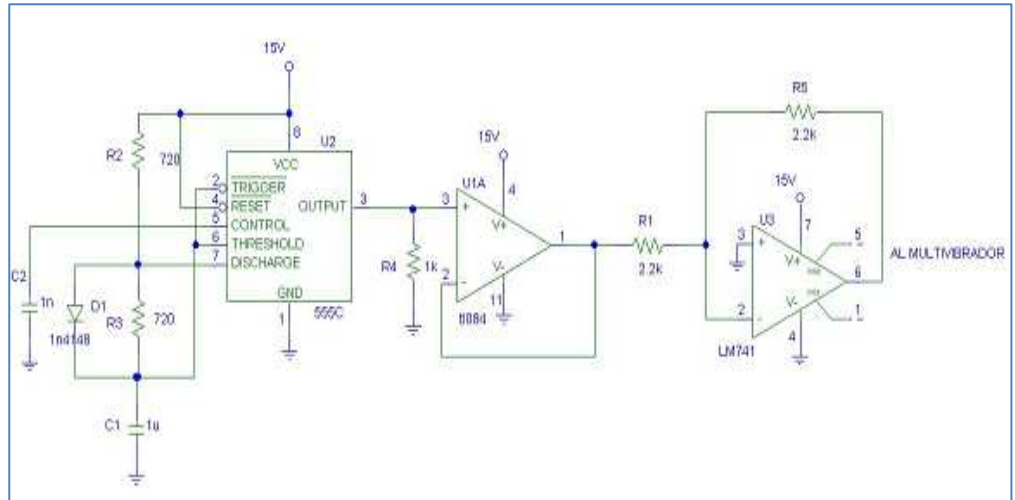 15V
R5
2.2k
R2
720
8
U2
VCC
2
TRIGGER
4
RESET
OUTPUT
3
5
CONTROL
6
THRESHOLD
7
DISCHARGE
GND
1
555C
C2
1n
D1
1n4148
R3
720
C1
1u
R4
1k
15V
4
U1A
3
+
V+
1
2
-
V-
11
tl084
R1
2.2k
15V
7
U3
3
+
V+
5
6
2
-
V-
1
4
LM741
AL MULTIVIBRADOR